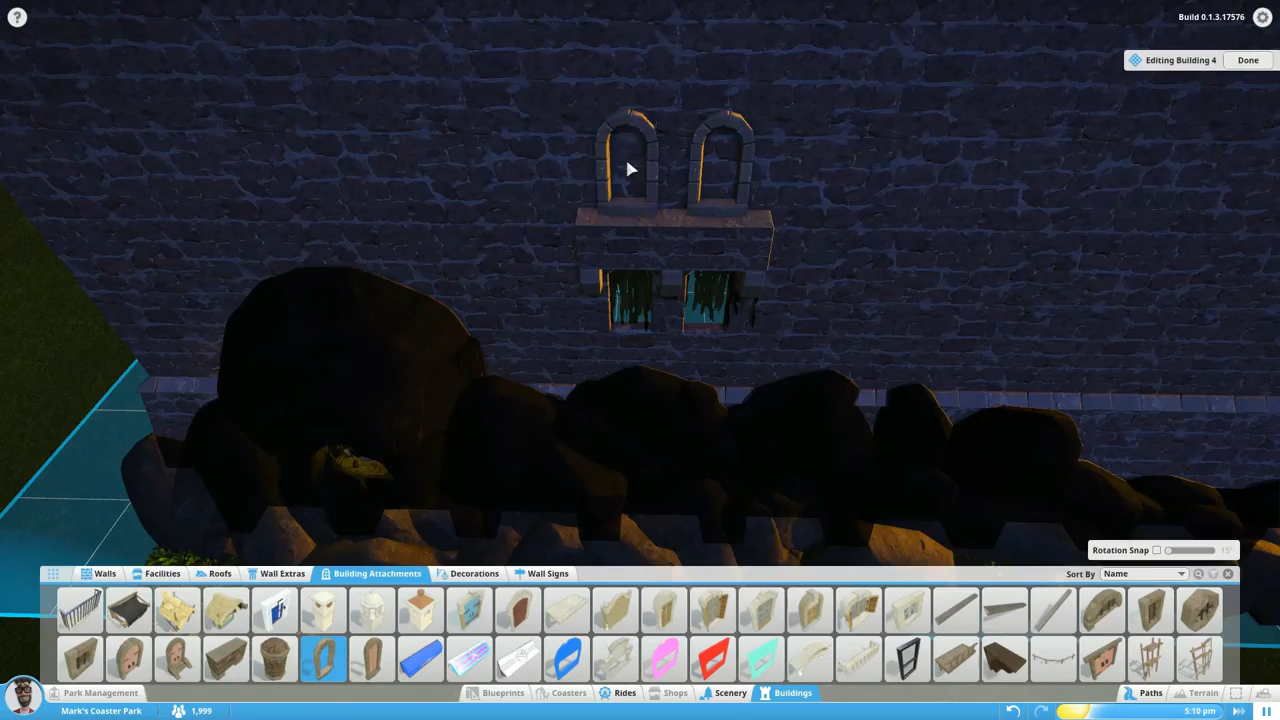 ?
Build 0.1.3.17576
Editing Building 4 Done
Rotation Snap 15°
Walls Facilities Roofs Wall Extras Building Attachments Decorations Wall Signs Sort By Name
Park Management Blueprints Coasters Rides Shops Scenery Buildings Paths Terrain
Mark's Coaster Park 1,999 5:10 pm